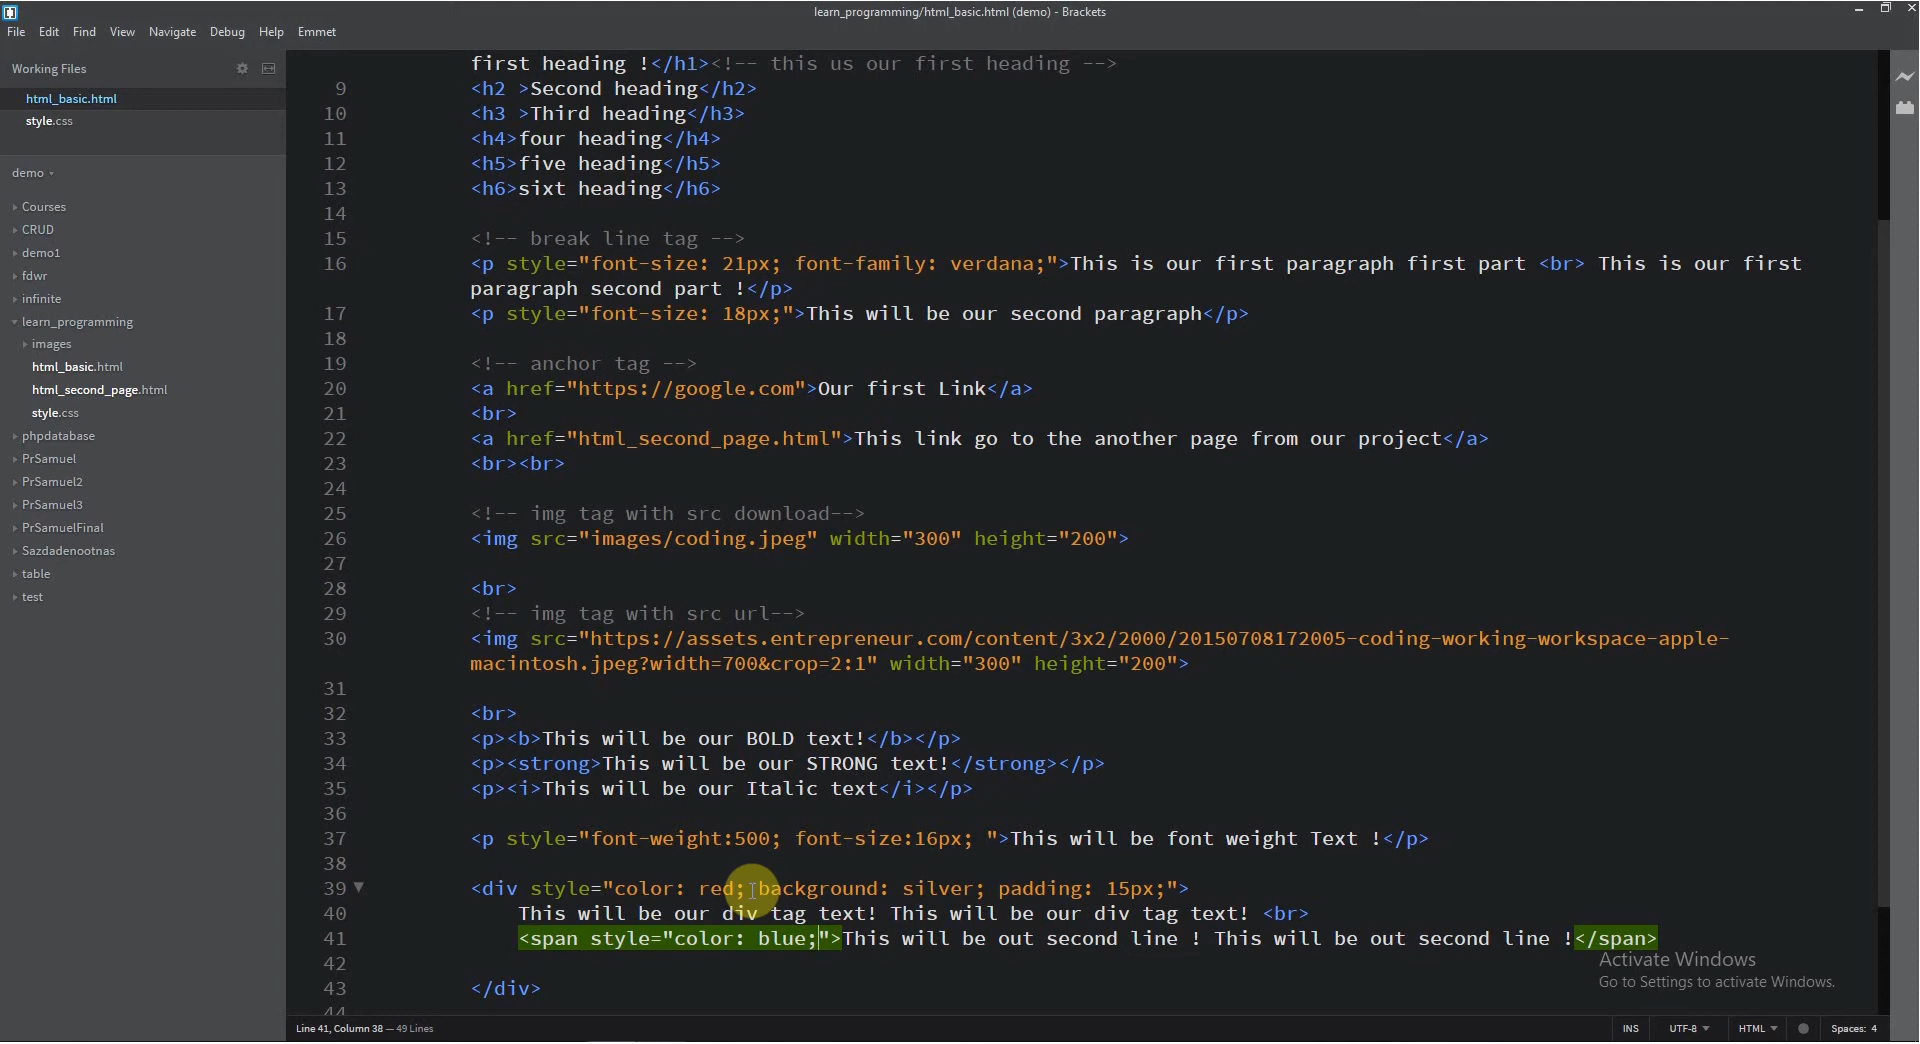 learn_programming/html_basic.html (demo) - Brackets
File Edit Find View Navigate Debug Help Emmet
Working Files
html_basic.html
style.css
demo
Courses
CRUD
demo1
fdwr
infinite
learn_programming
images
html_basic.html
html_second_page.html
style.css
phpdatabase
PrSamuel
PrSamuel2
PrSamuel3
PrSamuelFinal
Sazdadenootnas
table
test
first heading !</h1><!-- this us our first heading -->
9 <h2 >Second heading</h2>
10 <h3 >Third heading</h3>
11 <h4>four heading</h4>
12 <h5>five heading</h5>
13 <h6>sixt heading</h6>
14
15 <!-- break line tag -->
16 <p style="font-size: 21px; font-family: verdana;">This is our first paragraph first part <br> This is our first
paragraph second part !</p>
17 <p style="font-size: 18px;">This will be our second paragraph</p>
18
19 <!-- anchor tag -->
20 <a href="https://google.com">Our first Link</a>
21 <br>
22 <a href="html_second_page.html">This link go to the another page from our project</a>
23 <br><br>
24
25 <!-- img tag with src download-->
26 <img src="images/coding.jpeg" width="300" height="200">
27
28 <br>
29 <!-- img tag with src url-->
30 <img src="https://assets.entrepreneur.com/content/3x2/2000/20150708172005-coding-working-workspace-apple-
macintosh.jpeg?width=700&crop=2:1" width="300" height="200">
31
32 <br>
33 <p><b>This will be our BOLD text!</b></p>
34 <p><strong>This will be our STRONG text!</strong></p>
35 <p><i>This will be our Italic text</i></p>
36
37 <p style="font-weight:500; font-size:16px; ">This will be font weight Text !</p>
38
39 <div style="color: red; background: silver; padding: 15px;">
40 This will be our div tag text! This will be our div tag text! <br>
41 <span style="color: blue;">This will be out second line ! This will be out second line !</span>
42
43 </div>
44
Activate Windows
Go to Settings to activate Windows.
Line 41, Column 38 — 49 Lines
INS UTF-8 HTML Spaces: 4